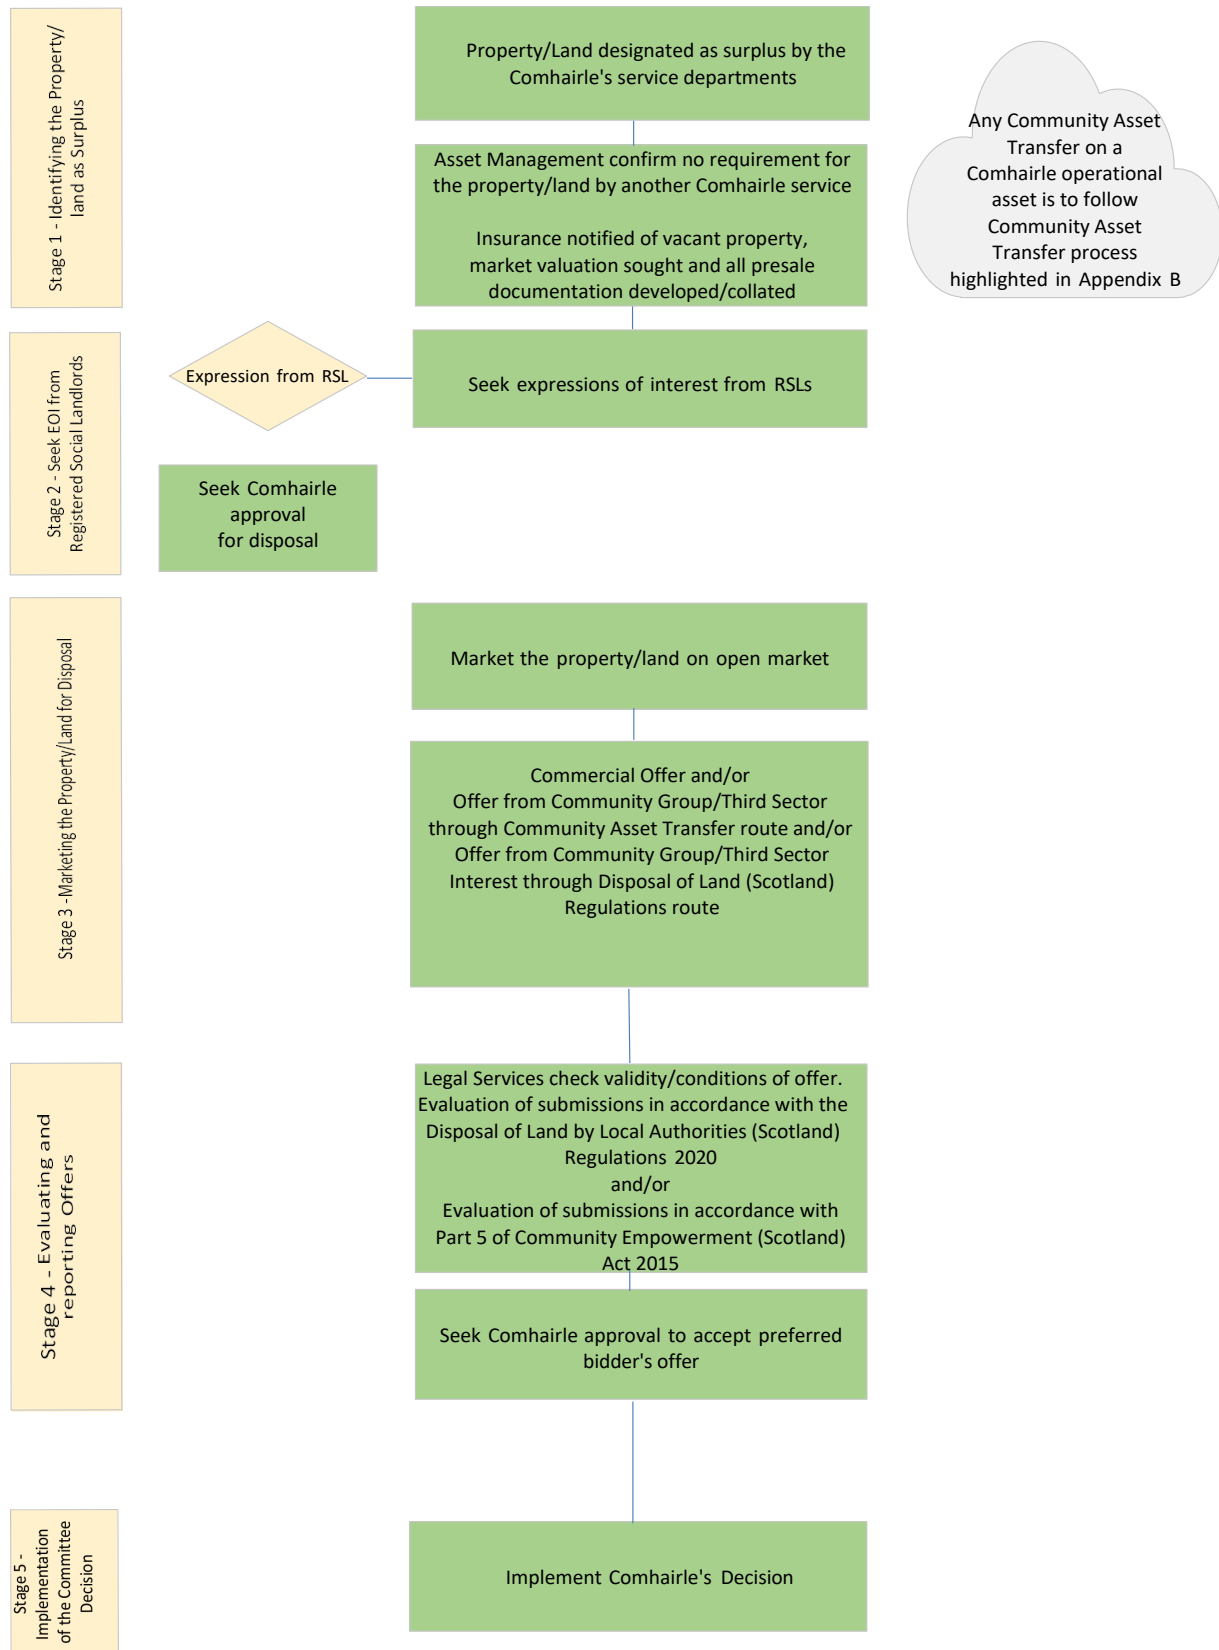 Stage 1 - Identifying the Property/
land as Surplus
Property/Land designated as surplus by the
Comhairle's service departments
Asset Management confirm no requirement for
the property/land by another Comhairle service
Insurance notified of vacant property,
market valuation sought and all presale
documentation developed/collated
Any Community Asset
Transfer on a
Comhairle operational
asset is to follow
Community Asset
Transfer process
highlighted in Appendix B
Stage 2 - Seek EOI from
Registered Social Landlords
Expression from RSL
Seek expressions of interest from RSLs
Seek Comhairle
approval
for disposal
Stage 3 - Marketing the Property/Land for Disposal
Market the property/land on open market
Commercial Offer and/or
Offer from Community Group/Third Sector
through Community Asset Transfer route and/or
Offer from Community Group/Third Sector
Interest through Disposal of Land (Scotland)
Regulations route
Stage 4 - Evaluating and
reporting Offers
Legal Services check validity/conditions of offer.
Evaluation of submissions in accordance with the
Disposal of Land by Local Authorities (Scotland)
Regulations 2020
and/or
Evaluation of submissions in accordance with
Part 5 of Community Empowerment (Scotland)
Act 2015
Seek Comhairle approval to accept preferred
bidder's offer
Stage 5 -
Implementation
of the Committee
Decision
Implement Comhairle's Decision